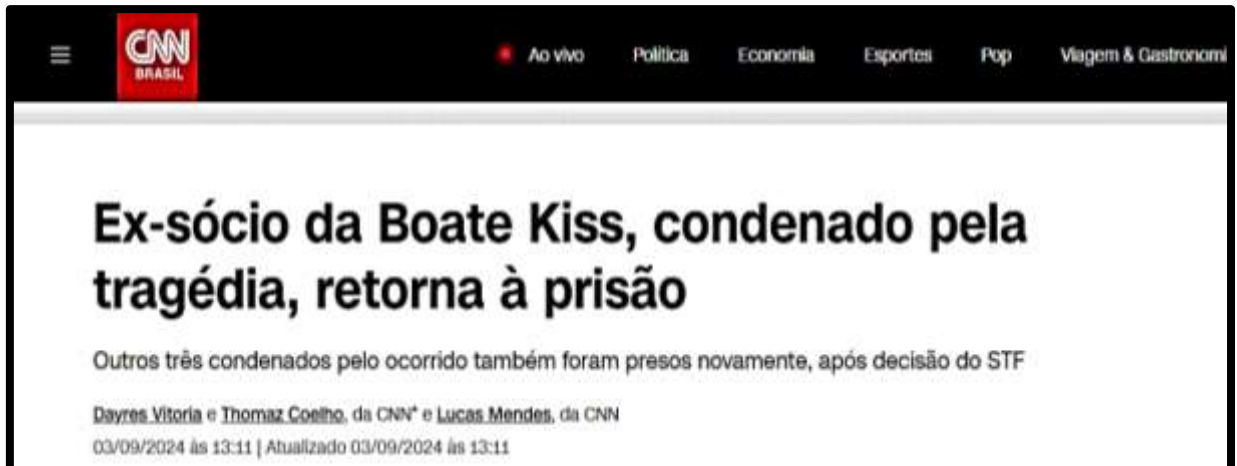 CNN
BRASIL
Ao vivo Política Economia Esportes Pop Viagem & Gastronomi
Ex-sócio da Boate Kiss, condenado pela
tragédia, retorna à prisão
Outros três condenados pelo ocorrido também foram presos novamente, após decisão do STF
Dayres Vitoria e Thomaz Coelho, da CNN* e Lucas Mendes, da CNN
03/09/2024 às 13:11 | Atualizado 03/09/2024 às 13:11